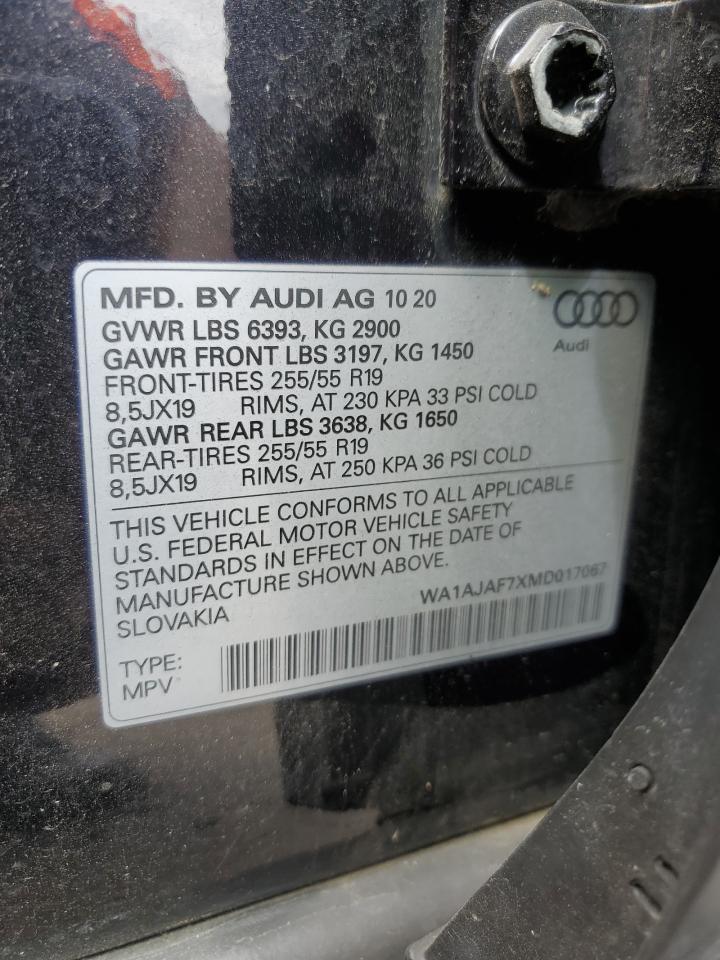 MFD. BY AUDI AG 10 20
Audi
GVWR LBS 6393, KG 2900
GAWR FRONT LBS 3197, KG 1450
FRONT-TIRES 255/55 R19
8,5JX19 RIMS, AT 230 KPA 33 PSI COLD
GAWR REAR LBS 3638, KG 1650
REAR-TIRES 255/55 R19
8,5JX19 RIMS, AT 250 KPA 36 PSI COLD
THIS VEHICLE CONFORMS TO ALL APPLICABLE
U.S. FEDERAL MOTOR VEHICLE SAFETY
STANDARDS IN EFFECT ON THE DATE OF
MANUFACTURE SHOWN ABOVE.
SLOVAKIA
WA1AJAF7XMD017067
TYPE:
MPV